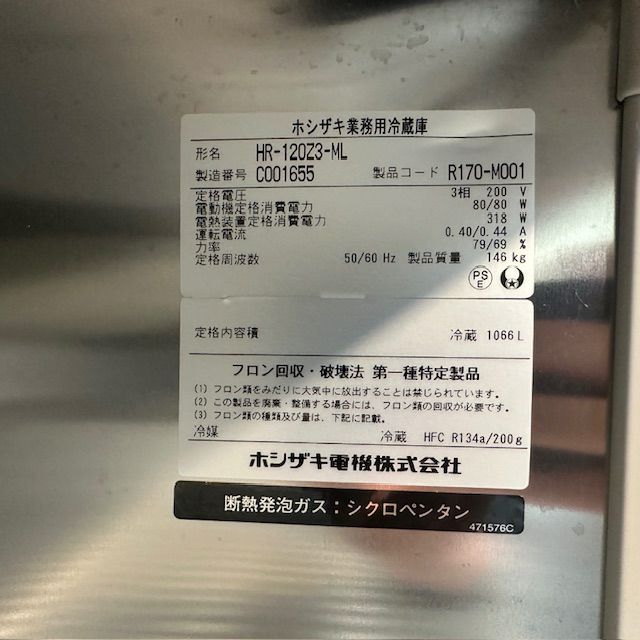 ホシザキ業務用冷蔵庫
形名 HR-120Z3-ML
製造番号 C001655 製品コード R170-M001
定格電圧 3相 200 V
電動機定格消費電力 80/80 W
電熱装置定格消費電力 318 W
運転電流 0.40/0.44 A
力率 79/69 %
定格周波数 50/60 Hz 製品質量 146 kg
PS
E
定格内容積 冷蔵 1066 L
フロン回収・破壊法 第一種特定製品
(1) フロン類をみだりに大気中に放出することは禁じられています。
(2) この製品を廃棄・整備する場合には、フロン類の回収が必要です。
(3) フロン類の種類及び量は、下記に記載。
冷媒 冷蔵 HFC R134a/200g
ホシザキ電機株式会社
断熱発泡ガス:シクロペンタン
471576C